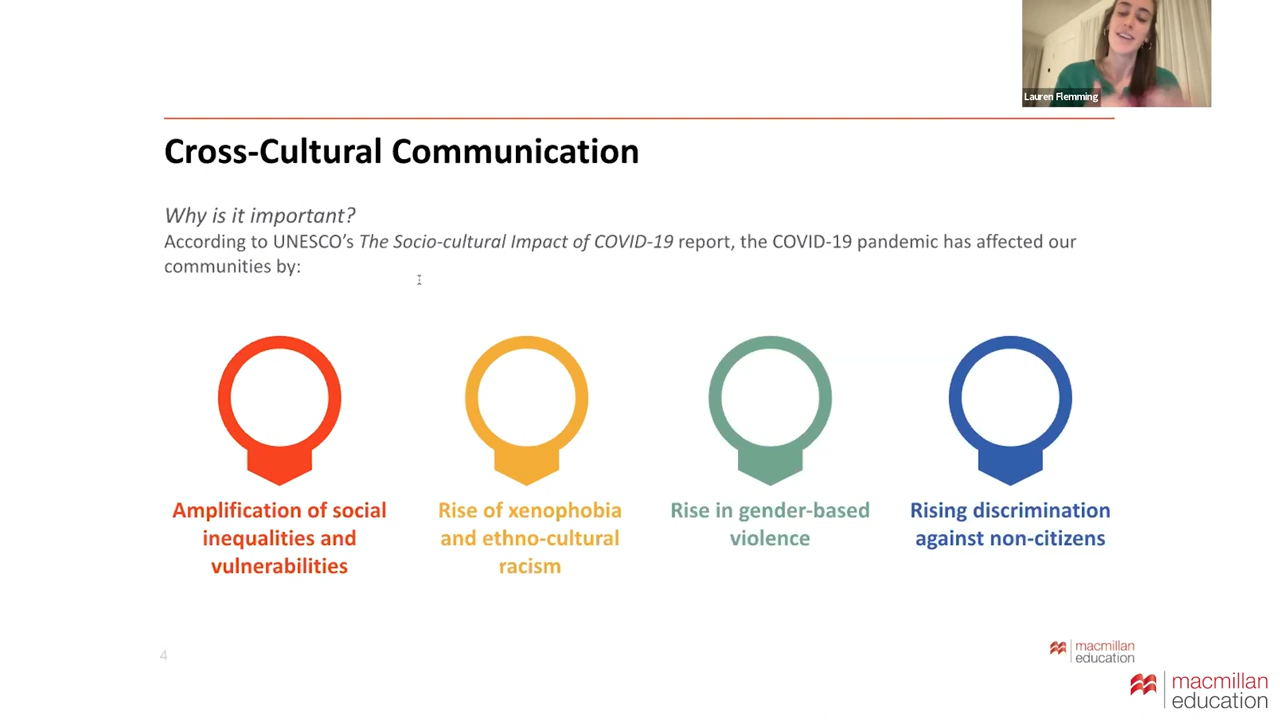 Lauren Flemming
Cross-Cultural Communication
Why is it important?
According to UNESCO's The Socio-cultural Impact of COVID-19 report, the COVID-19 pandemic has affected our
communities by:
Amplification of social
inequalities and
vulnerabilities
Rise of xenophobia
and ethno-cultural
racism
Rise in gender-based
violence
Rising discrimination
against non-citizens
4
macmillan
education
macmillan
education